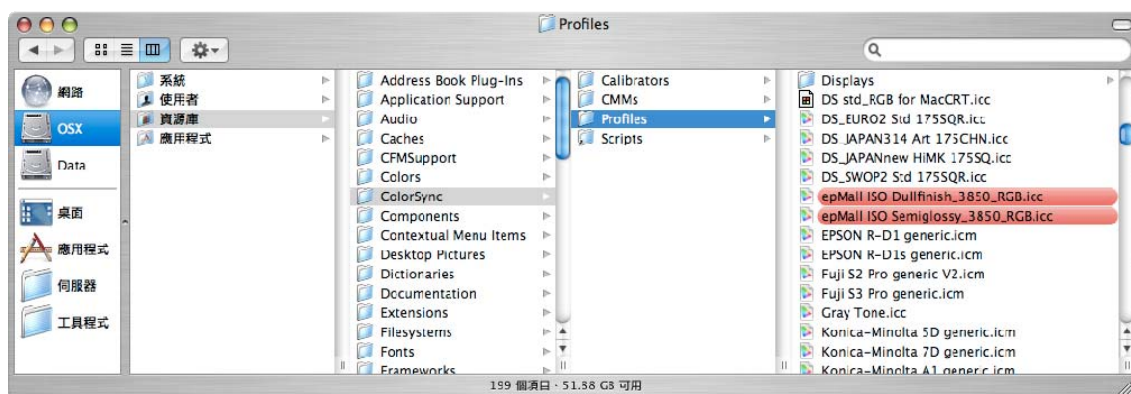 Profiles
網路
OSX
Data
桌面
應用程式
伺服器
工具程式
系統
使用者
資源庫
應用程式
Address Book Plug-Ins
Application Support
Audio
Caches
CFMSupport
Colors
ColorSync
Components
Contextual Menu Items
Desktop Pictures
Dictionaries
Documentation
Extensions
Filesystems
Fonts
Frameworks
Calibrators
CMMs
Profiles
Scripts
Displays
DS std_RGB for MacCRT.icc
DS_EURO2 Std 175SQR.icc
DS_JAPAN314 Art 175CHN.icc
DS_JAPANnew HiMK 175SQ.icc
DS_SWOP2 Std 175SQR.icc
epMall ISO Dullfinish_3850_RGB.icc
epMall ISO Semiglossy_3850_RGB.icc
EPSON R-D1 generic.icm
EPSON R-D1s generic.icm
Fuji S2 Pro generic V2.icm
Fuji S3 Pro generic.icm
Gray Tone.icc
Konica-Minolta 5D generic.icm
Konica-Minolta 7D generic.icm
Konica-Minolta A1 generic.icm
199 個項目，51.88 GB 可用